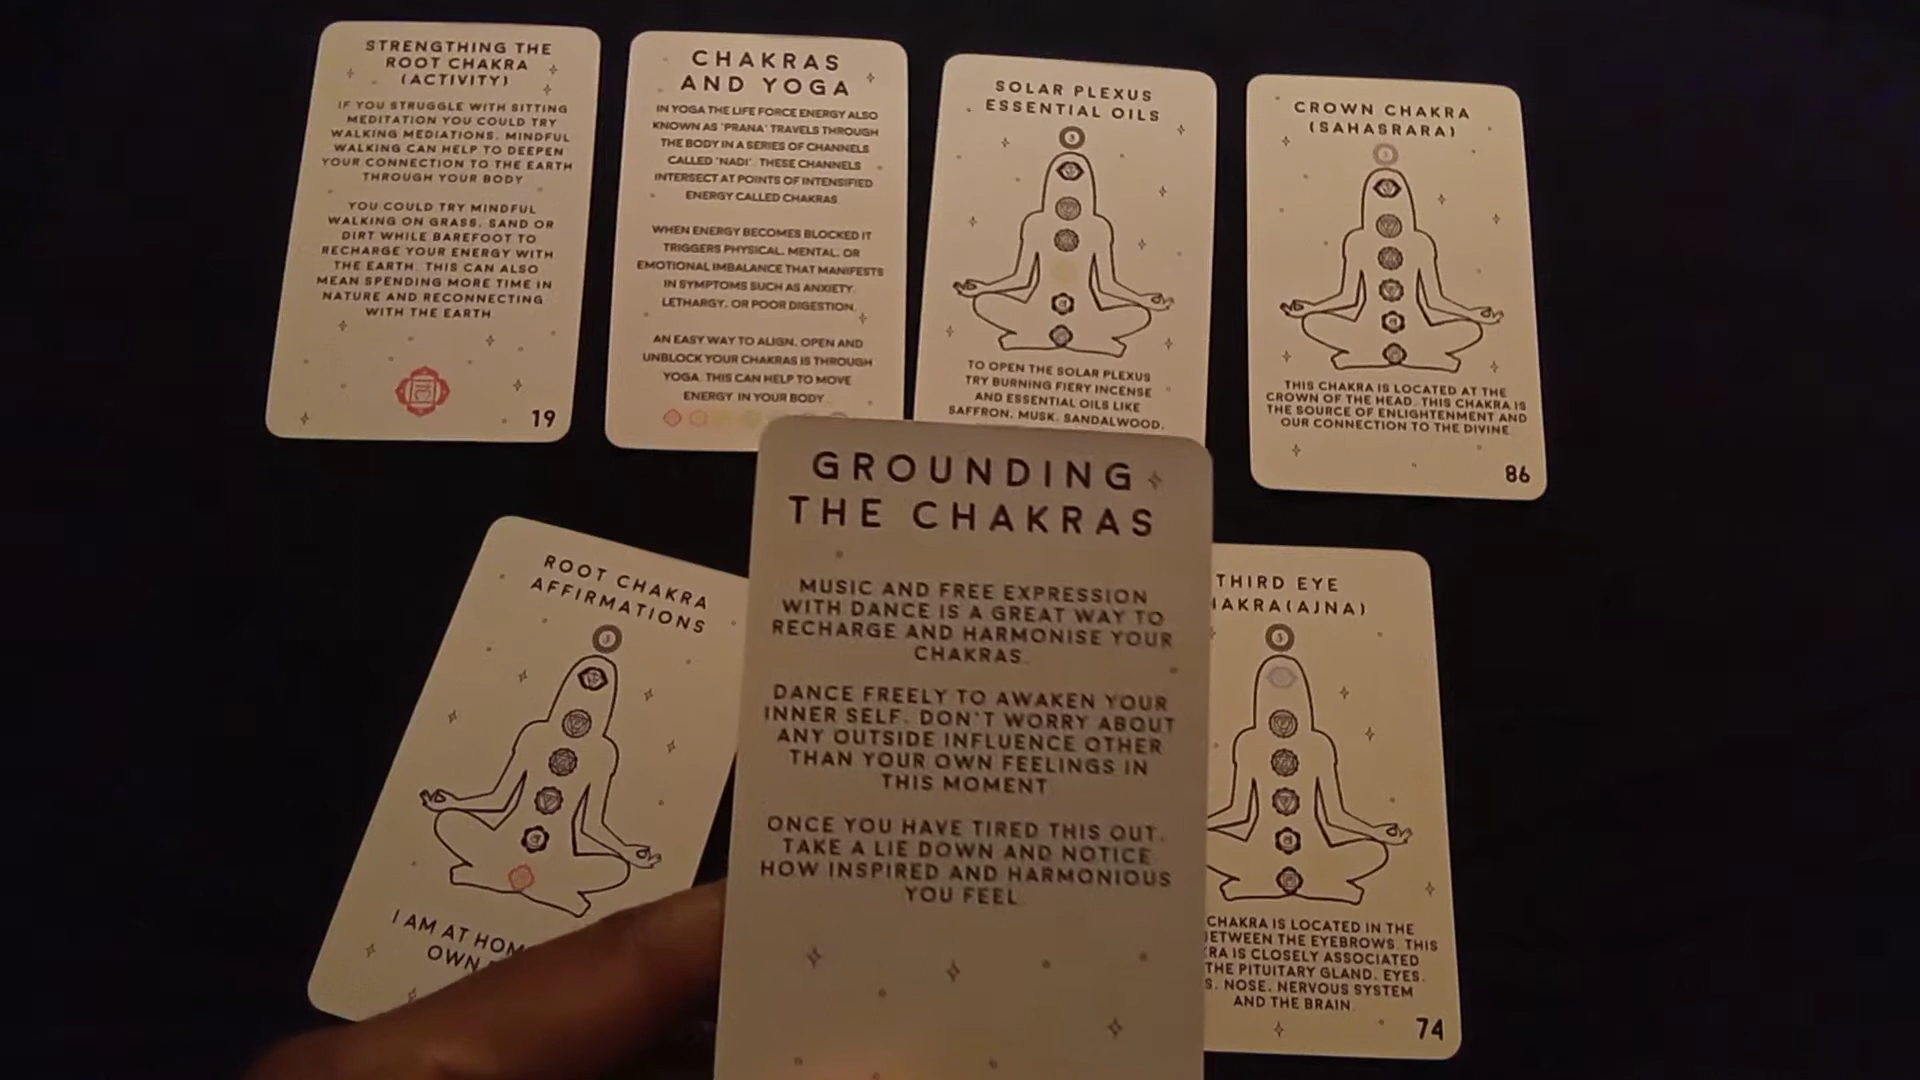 STRENGTHING THE
ROOT CHAKRA
(ACTIVITY)
IF YOU STRUGGLE WITH SITTING
MEDITATION YOU COULD TRY
WALKING MEDIATIONS. MINDFUL
WALKING CAN HELP TO DEEPEN
YOUR CONNECTION TO THE EARTH
THROUGH YOUR BODY
YOU COULD TRY MINDFUL
WALKING ON GRASS, SAND OR
DIRT WHILE BAREFOOT TO
RECHARGE YOUR ENERGY WITH
THE EARTH. THIS CAN ALSO
MEAN SPENDING MORE TIME IN
NATURE AND RECONNECTING
WITH THE EARTH
19
CHAKRAS
AND YOGA
IN YOGA THE LIFE FORCE ENERGY ALSO
KNOWN AS 'PRANA' TRAVELS THROUGH
THE BODY IN A SERIES OF CHANNELS
CALLED 'NADI'. THESE CHANNELS
INTERSECT AT POINTS OF INTENSIFIED
ENERGY CALLED CHAKRAS
WHEN ENERGY BECOMES BLOCKED IT
TRIGGERS PHYSICAL, MENTAL, OR
EMOTIONAL IMBALANCE THAT MANIFESTS
IN SYMPTOMS SUCH AS ANXIETY,
LETHARGY, OR POOR DIGESTION.
AN EASY WAY TO ALIGN, OPEN AND
UNBLOCK YOUR CHAKRAS IS THROUGH
YOGA. THIS CAN HELP TO MOVE
ENERGY IN YOUR BODY
SOLAR PLEXUS
ESSENTIAL OILS
TO OPEN THE SOLAR PLEXUS
TRY BURNING FIERY INCENSE
AND ESSENTIAL OILS LIKE
SAFFRON, MUSK, SANDALWOOD,
CROWN CHAKRA
(SAHASRARA)
THIS CHAKRA IS LOCATED AT THE
CROWN OF THE HEAD. THIS CHAKRA IS
THE SOURCE OF ENLIGHTENMENT AND
OUR CONNECTION TO THE DIVINE
86
ROOT CHAKRA
AFFIRMATIONS
I AM AT HOM
OWN
GROUNDING
THE CHAKRAS
MUSIC AND FREE EXPRESSION
WITH DANCE IS A GREAT WAY TO
RECHARGE AND HARMONISE YOUR
CHAKRAS.
DANCE FREELY TO AWAKEN YOUR
INNER SELF. DON'T WORRY ABOUT
ANY OUTSIDE INFLUENCE OTHER
THAN YOUR OWN FEELINGS IN
THIS MOMENT
ONCE YOU HAVE TIRED THIS OUT,
TAKE A LIE DOWN AND NOTICE
HOW INSPIRED AND HARMONIOUS
YOU FEEL.
THIRD EYE
HAKRA(AJNA)
CHAKRA IS LOCATED IN THE
ETWEEN THE EYEBROWS. THIS
RA IS CLOSELY ASSOCIATED
THE PITUITARY GLAND, EYES,
S, NOSE, NERVOUS SYSTEM
AND THE BRAIN
74